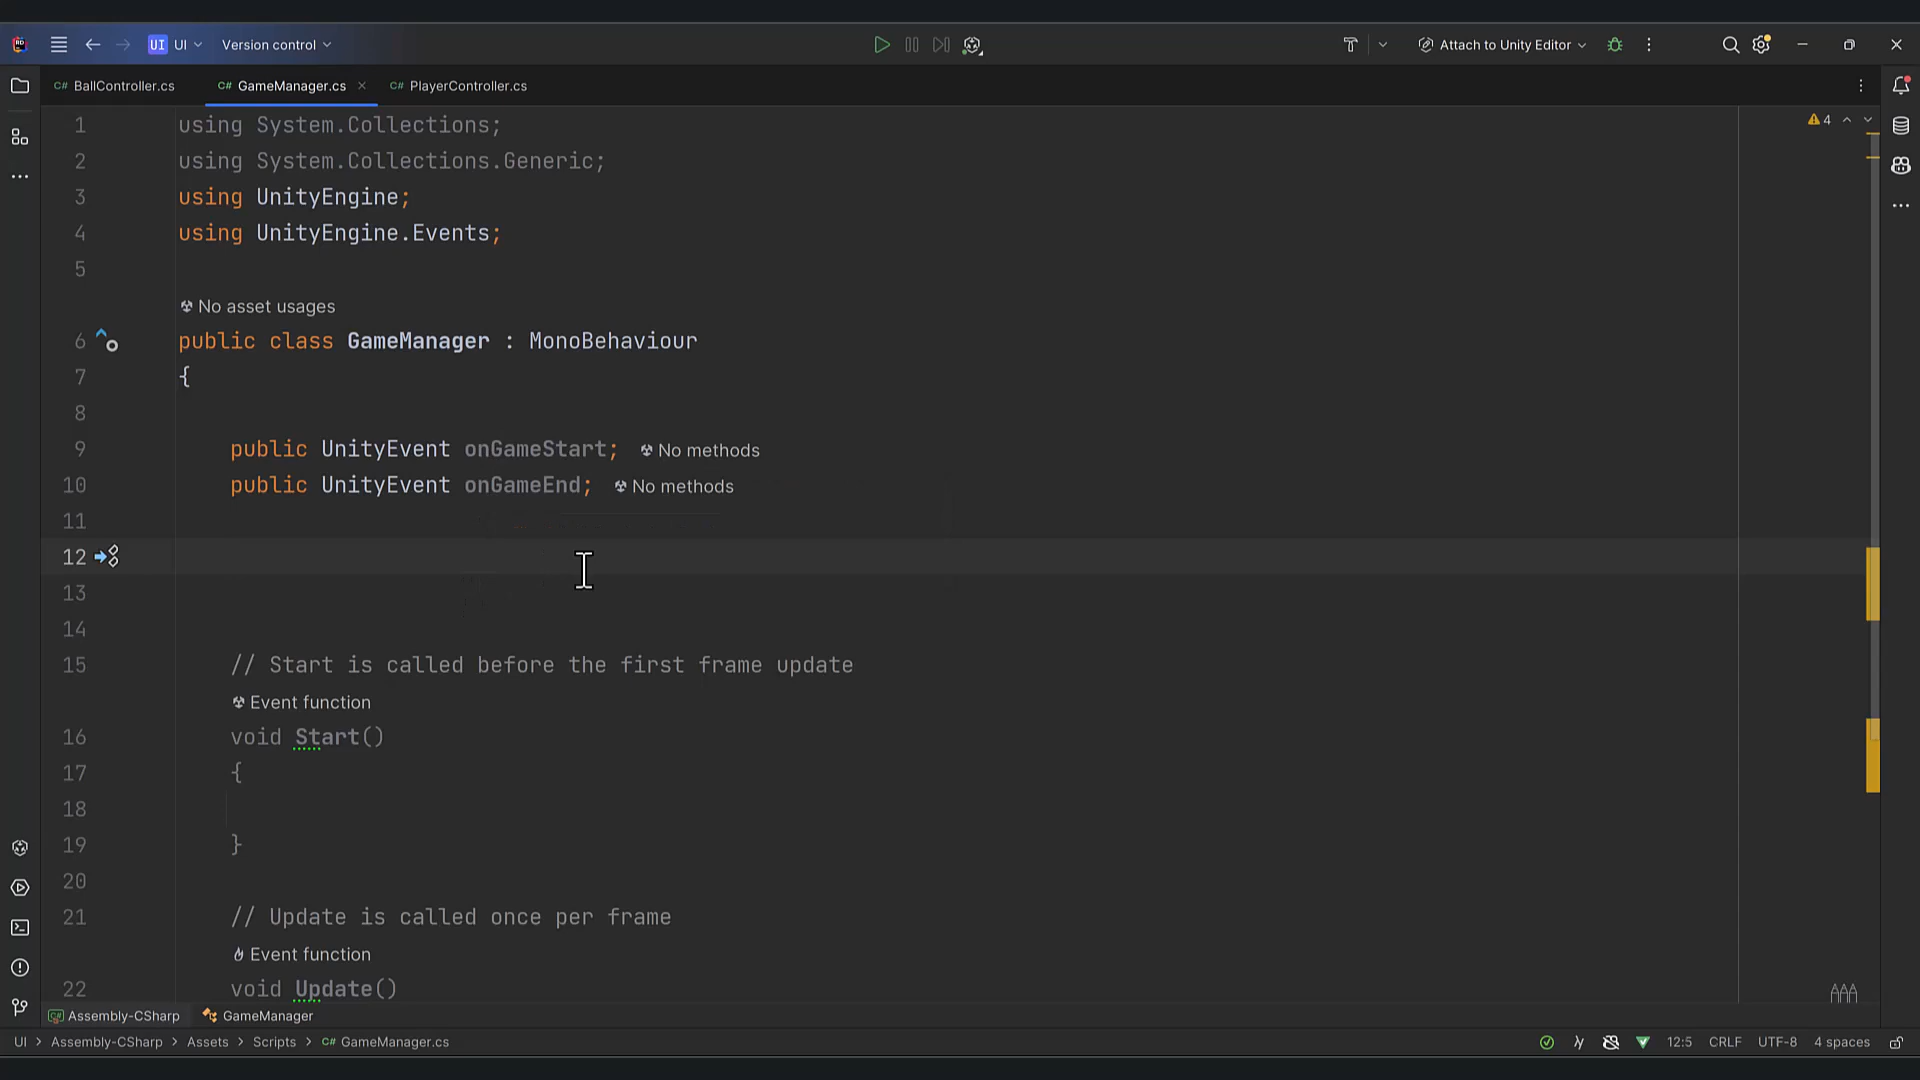 UI UI Version control Attach to Unity Editor
C# BallController.cs C# GameManager.cs C# PlayerController.cs
1 using System.Collections;
2 using System.Collections.Generic;
3 using UnityEngine;
4 using UnityEngine.Events;
5
No asset usages
6 public class GameManager : MonoBehaviour
7 {
8
9 public UnityEvent onGameStart; No methods
10 public UnityEvent onGameEnd; No methods
11
12
13
14
15 // Start is called before the first frame update
Event function
16 void Start()
17 {
18
19 }
20
21 // Update is called once per frame
Event function
22 void Update()
4
C# Assembly-CSharp GameManager
UI > Assembly-CSharp > Assets > Scripts > C# GameManager.cs 12:5 CRLF UTF-8 4 spaces